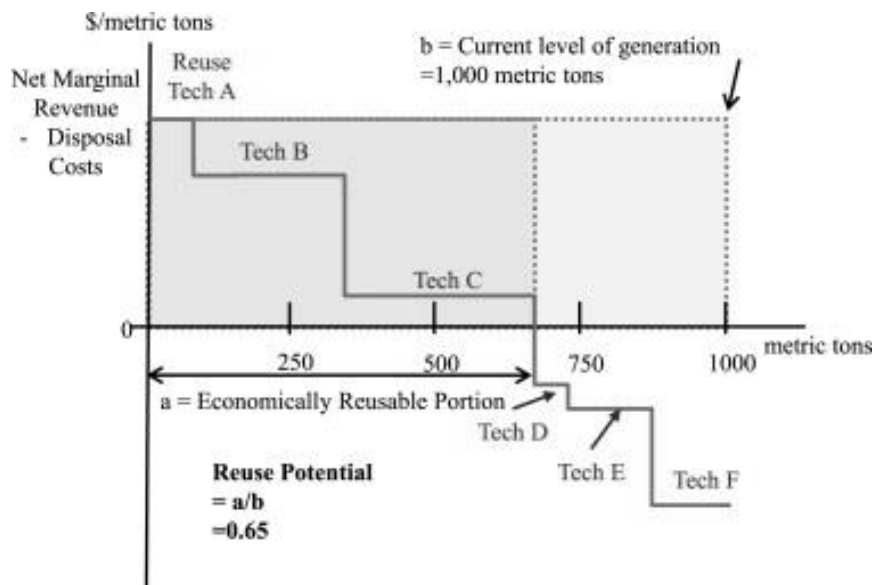 $/metric tons
Net Marginal
Revenue
- Disposal
Costs
Reuse
Tech A
b = Current level of generation
=1,000 metric tons
Tech B
Tech C
0
250
500
750
1000
metric tons
a = Economically Reusable Portion
Tech D
Tech E
Tech F
Reuse Potential
= a/b
=0.65